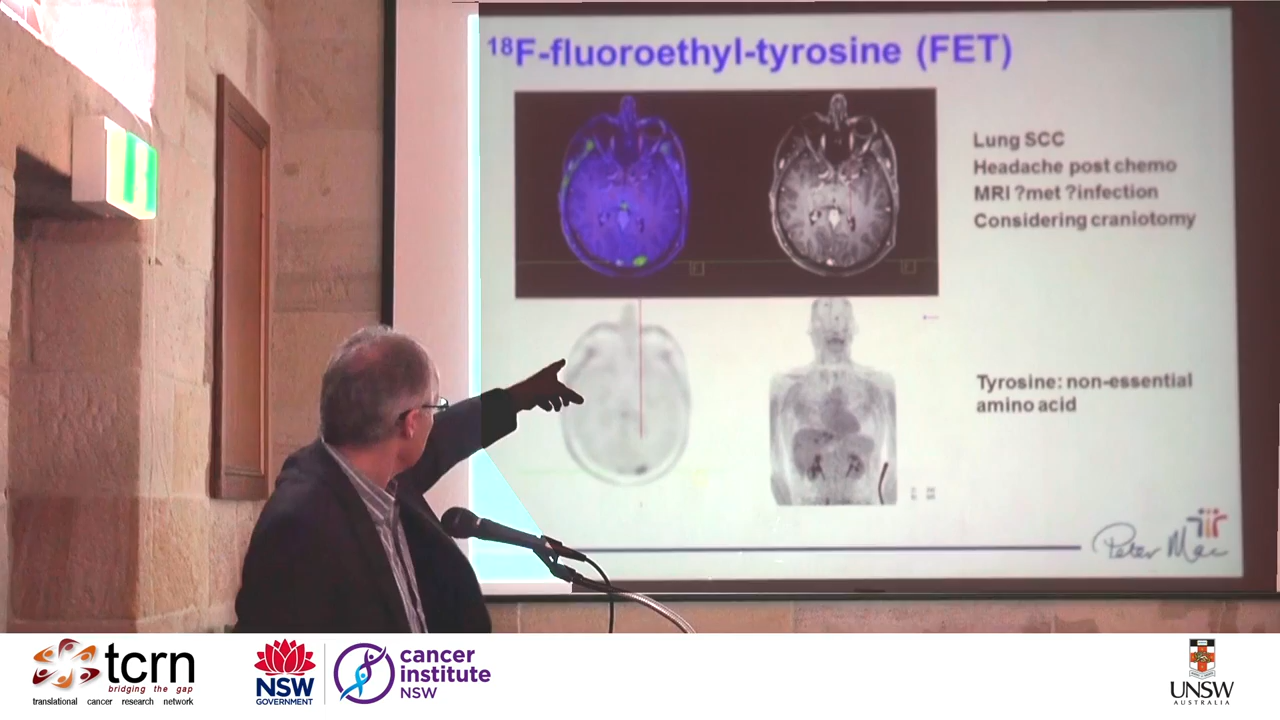 18F-fluoroethyl-tyrosine (FET)
Lung SCC
Headache post chemo
MRI ?met ?infection
Considering craniotomy
Tyrosine: non-essential
amino acid
Peter Mac
tcrn
bridging the gap
translational cancer research network
NSW
GOVERNMENT
cancer
institute
NSW
UNSW
AUSTRALIA